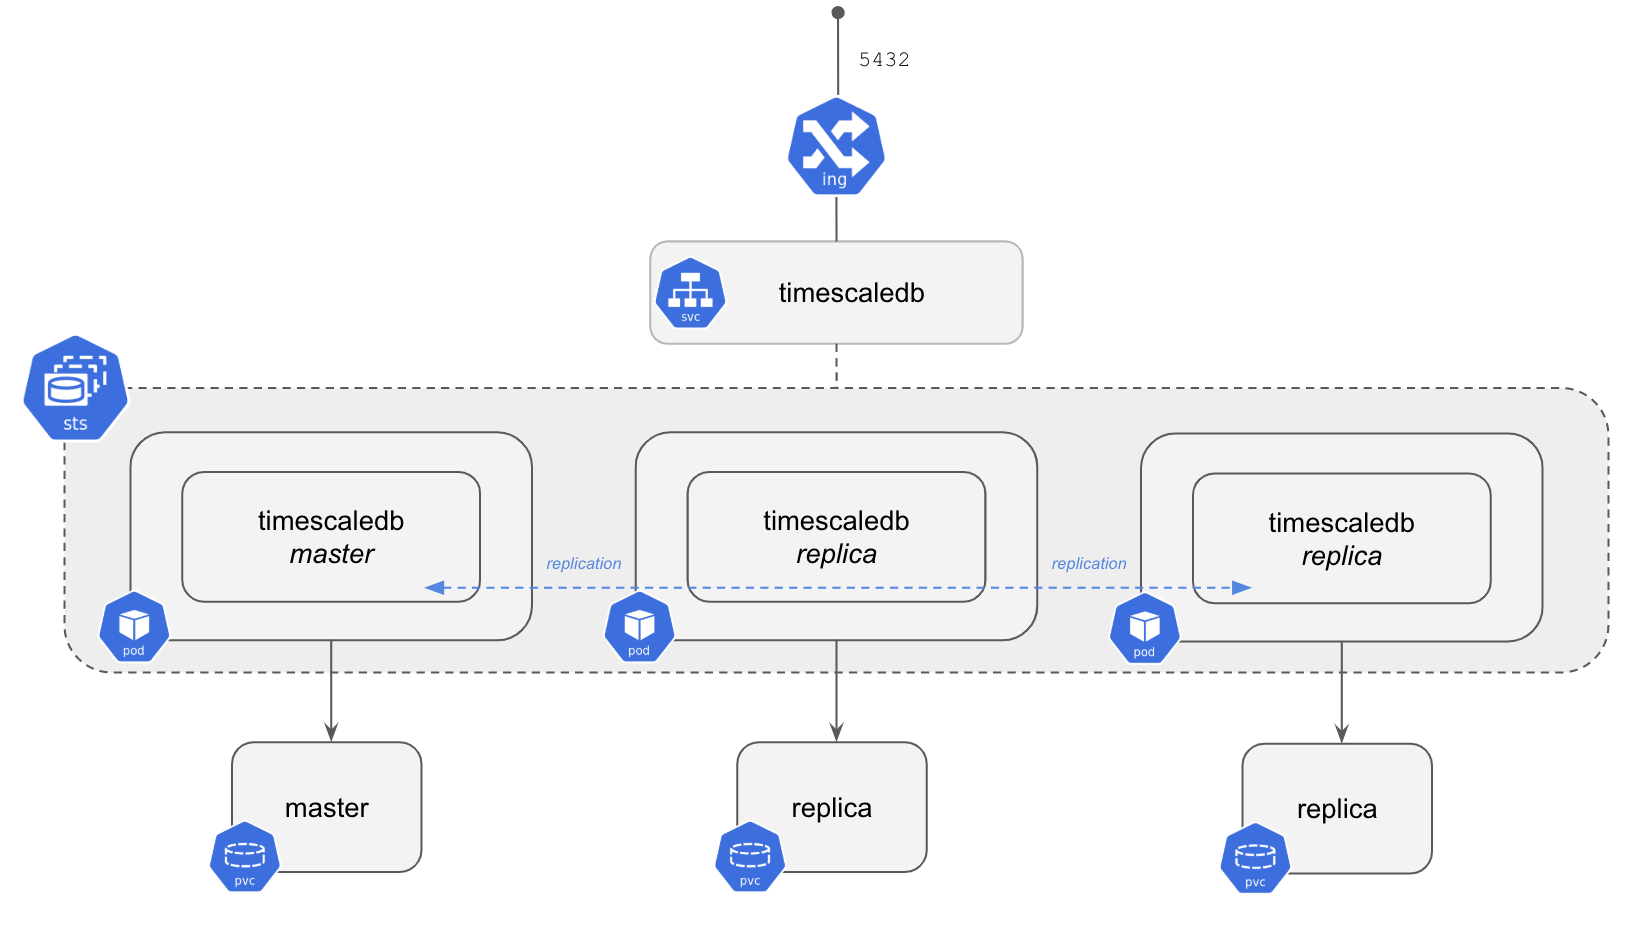 5432
ing
timescaledb
svc
sts
timescaledb
master
timescaledb
replica
timescaledb
replica
replication
replication
pod
pod
pod
master
replica
replica
pvc
pvc
pvc